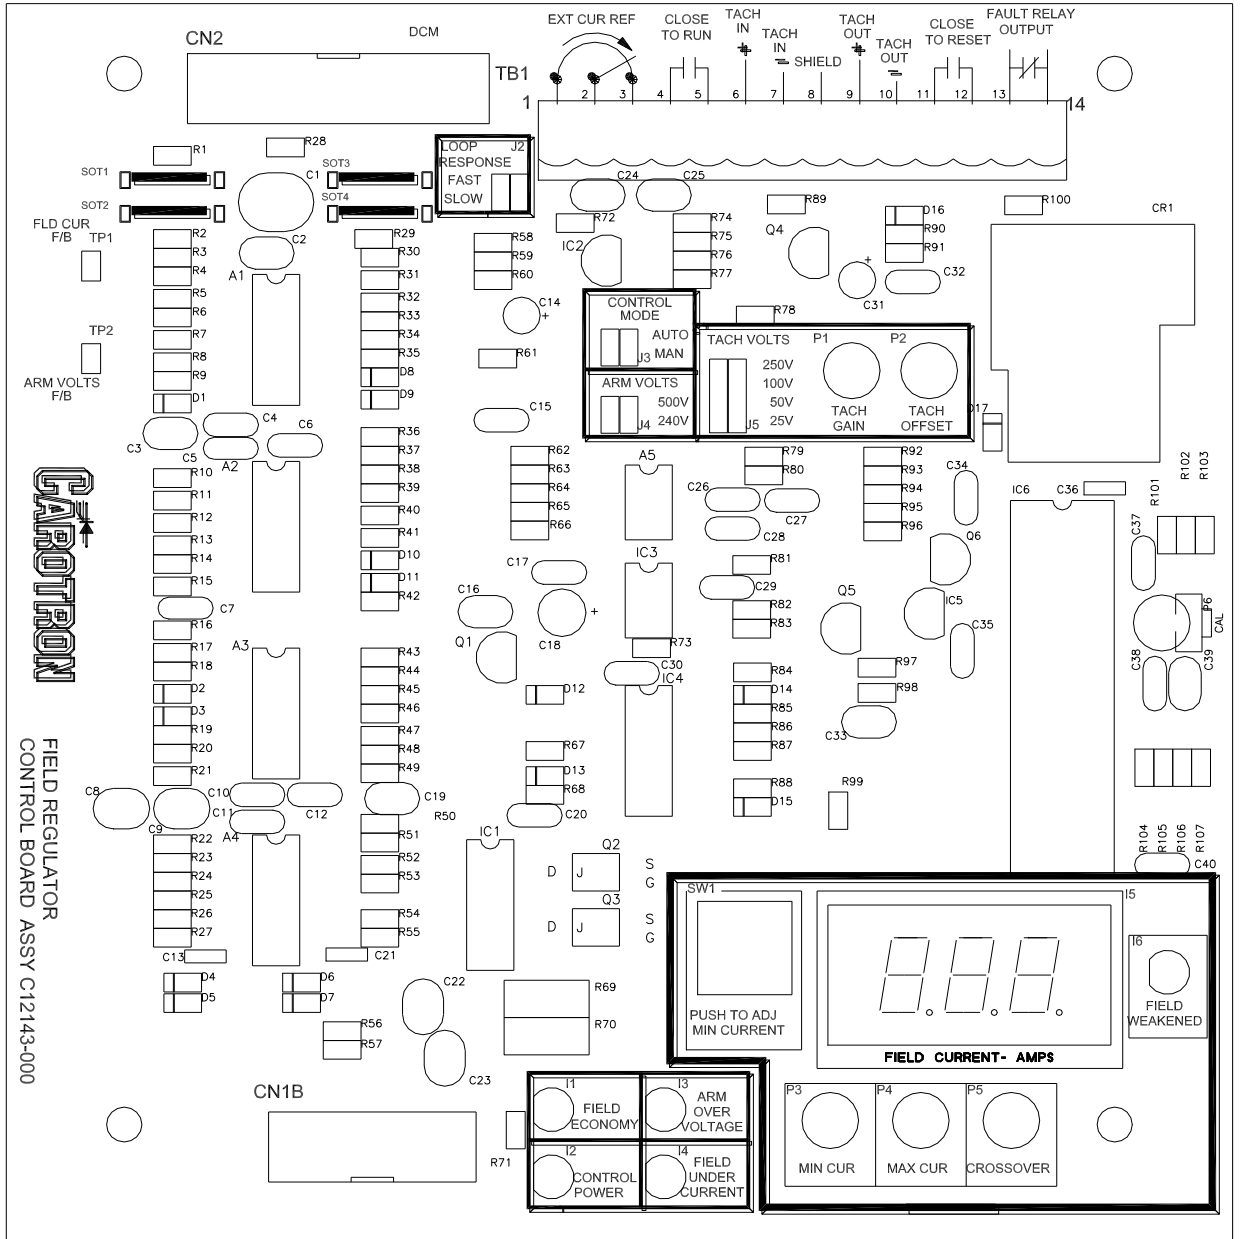 CN2
DCM
EXT CUR REF
CLOSE
TO RUN
TACH
IN
+
TACH
IN
-
SHIELD
TACH
OUT
+
TACH
OUT
-
CLOSE
TO RESET
FAULT RELAY
OUTPUT
TB1
1
2
3
4
5
6
7
8
9
10
11
12
13
14
R1
R28
SOT1
SOT2
SOT3
SOT4
C1
C2
LOOP
RESPONSE
J2
FAST
SLOW
FLD CUR
F/B
TP1
TP2
ARM VOLTS
F/B
R2
R3
R4
R5
R6
R7
R8
R9
D1
A1
C3
C4
C5
C6
A2
R29
R30
R31
R32
R33
R34
R35
D8
D9
R36
R37
R38
R39
R40
R41
D10
D11
R42
R58
R59
R60
C14
+
R61
C15
C24
C25
R72
IC2
R74
R75
R76
R77
R89
Q4
D16
R90
R91
+
C31
C32
R100
CR1
CONTROL
MODE
AUTO
MAN
J3
ARM VOLTS
500V
240V
J4
R78
TACH VOLTS
250V
100V
50V
25V
J5
P1
TACH
GAIN
P2
TACH
OFFSET
D17
CAROTRON
R10
R11
R12
R13
R14
R15
C7
R16
R17
R18
D2
D3
R19
R20
R21
A3
C8
C9
C10
C11
C12
A4
R43
R44
R45
R46
R47
R48
R49
C19
R50
R51
R52
R53
R54
R55
R62
R63
R64
R65
R66
C16
C17
C18
+
Q1
A5
IC3
R73
C30
IC4
R79
R80
C26
C27
C28
R81
C29
R82
R83
R84
D14
R85
R86
R87
R88
D15
R92
R93
R94
R95
R96
C34
Q6
Q5
IC5
C35
R97
R98
C33
R99
IC6
C36
R101
R102
R103
C37
P6
CAL
C38
C39
R104
R105
R106
R107
C40
D12
R67
D13
R68
C20
IC1
FIELD REGULATOR
CONTROL BOARD ASSY C12143-000
R22
R23
R24
R25
R26
R27
C13
D4
D5
D6
D7
C21
R56
R57
C22
C23
D
J
Q2
S
G
D
J
Q3
S
G
R69
R70
SW1
PUSH TO ADJ
MIN CURRENT
I5
8.8.8.
FIELD CURRENT- AMPS
I6
FIELD
WEAKENED
P3
MIN CUR
P4
MAX CUR
P5
CROSSOVER
CN1B
R71
I1
FIELD
ECONOMY
I2
CONTROL
POWER
I3
ARM
OVER
VOLTAGE
I4
FIELD
UNDER
CURRENT